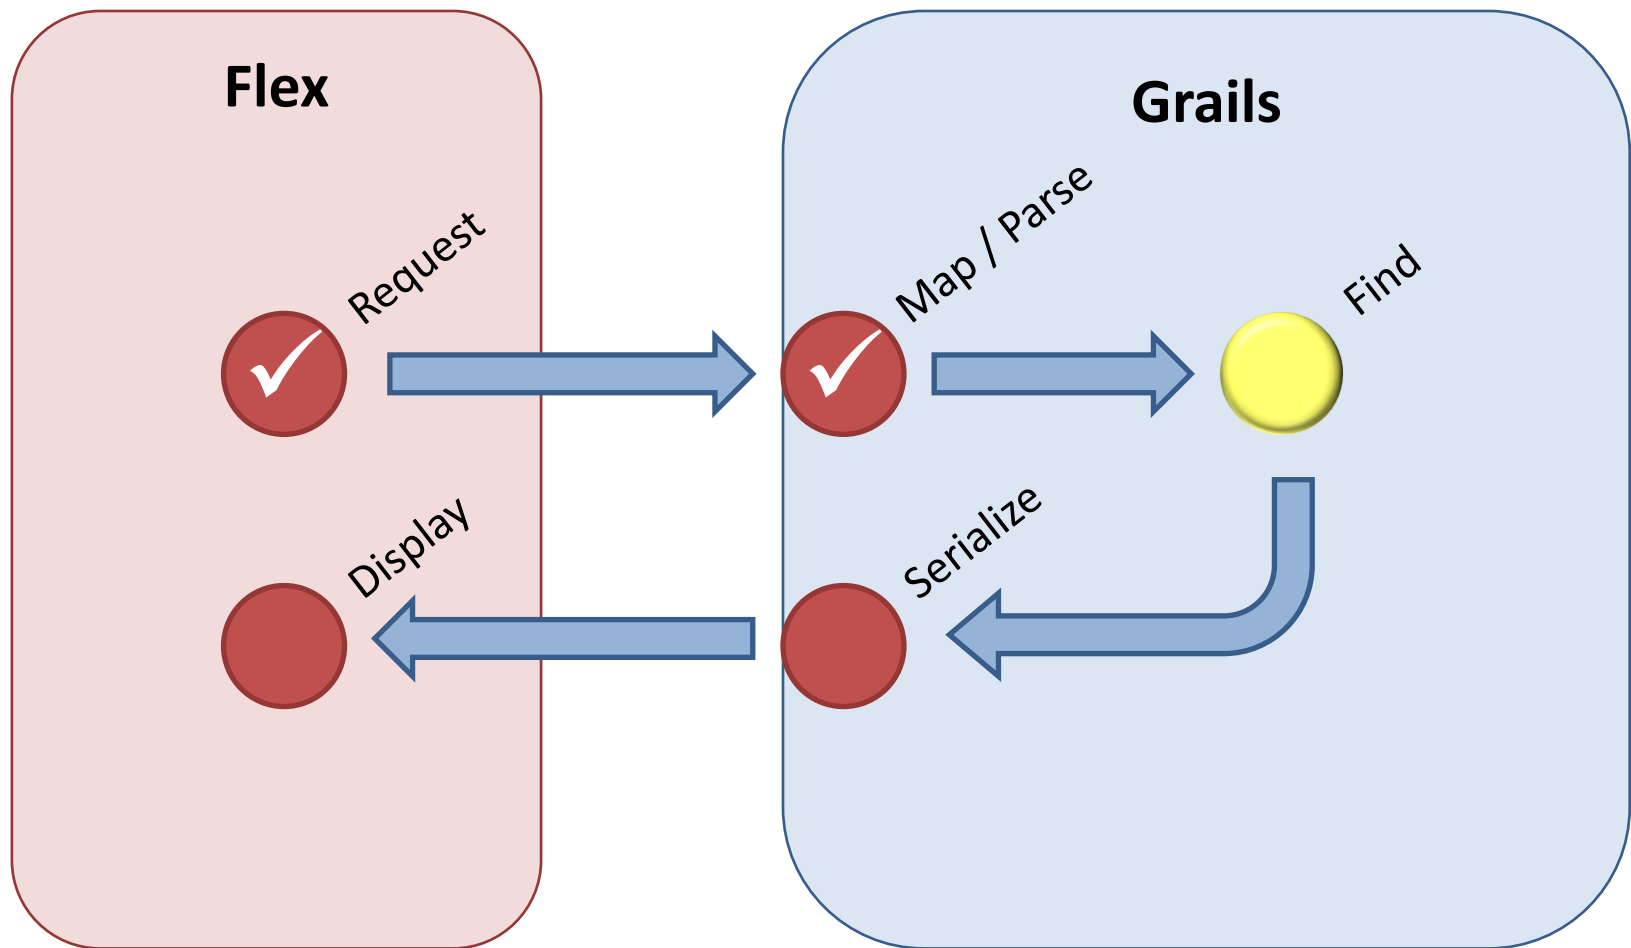 Flex
Grails
Request
Map / Parse
Find
Display
Serialize